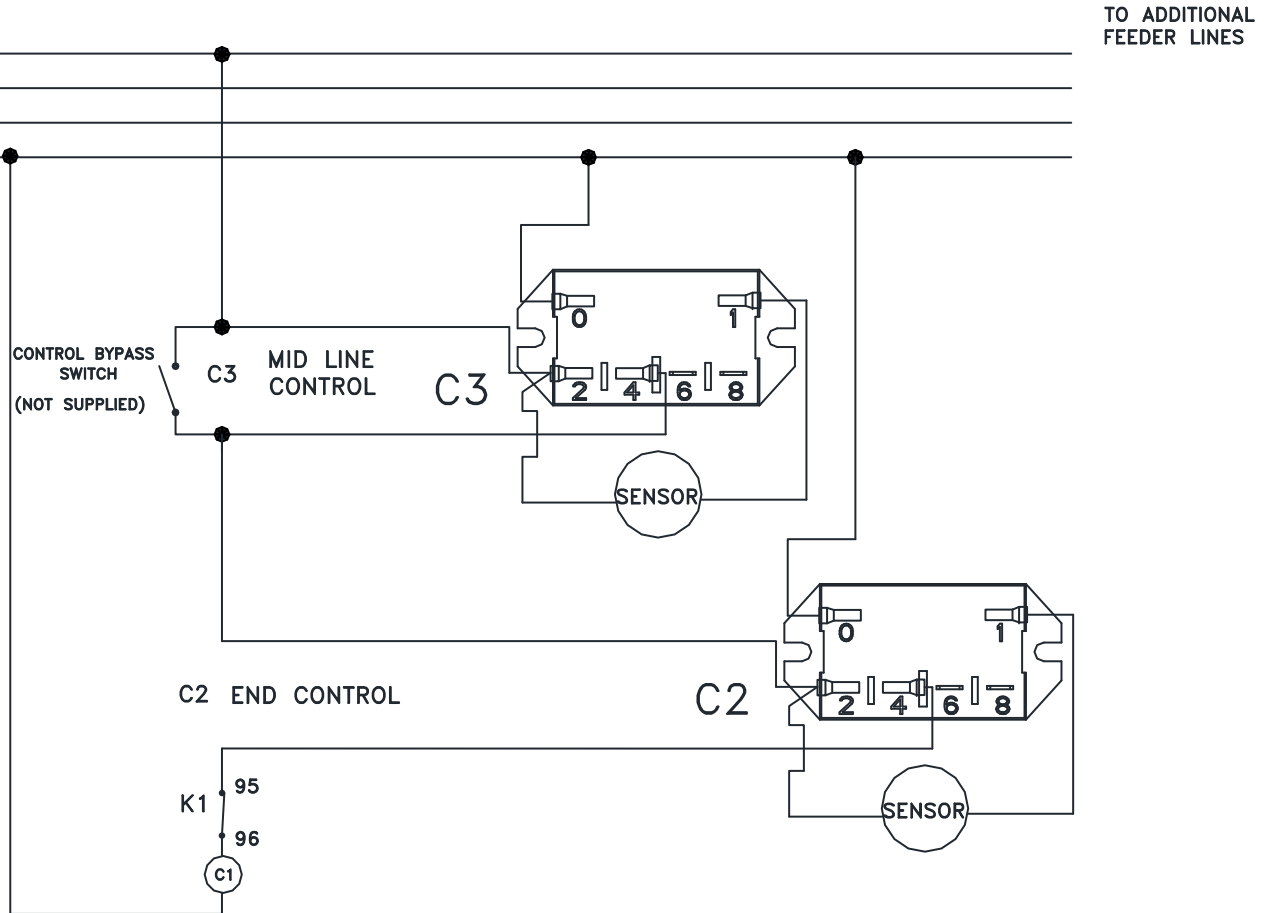 TO ADDITIONAL
FEEDER LINES
0
1
CONTROL BYPASS
SWITCH
(NOT SUPPLIED)
C3
MID LINE
CONTROL
C3
2
4
6
8
SENSOR
0
1
C2 END CONTROL
C2
2
4
6
8
K1
95
96
SENSOR
C1